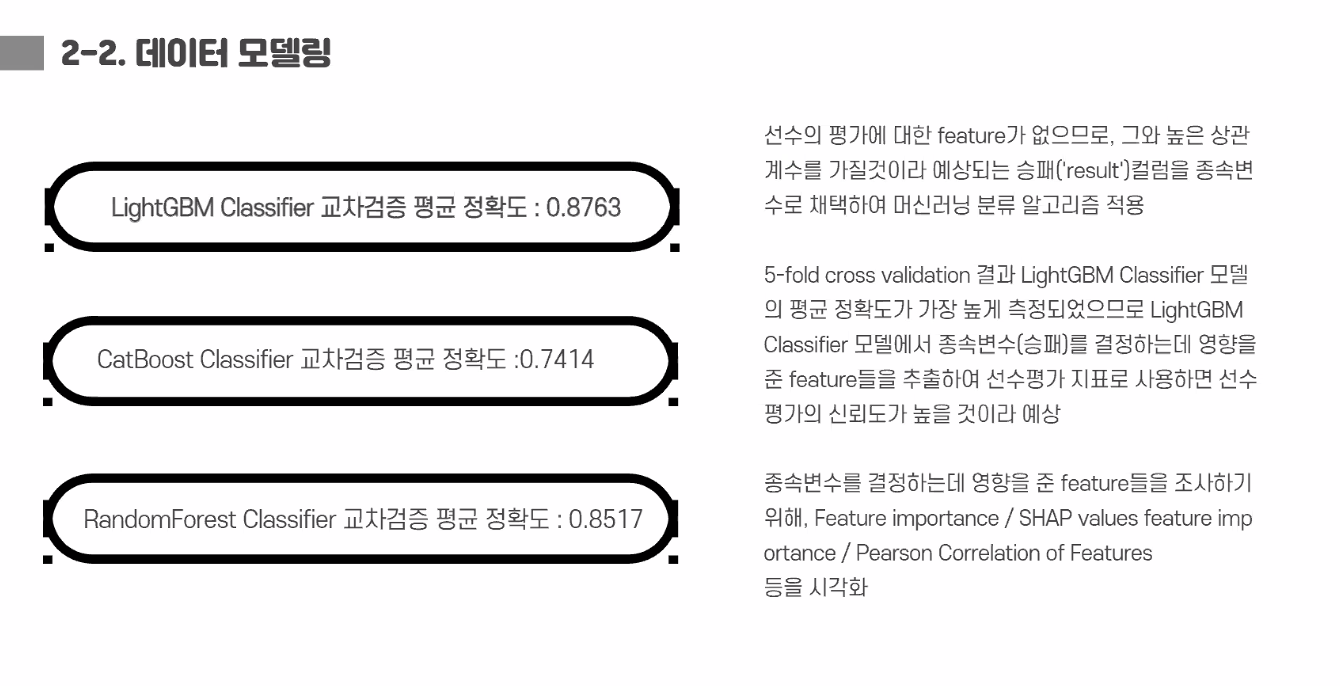 2-2. 데이터 모델링
LightGBM Classifier 교차검증 평균 정확도 : 0.8763
CatBoost Classifier 교차검증 평균 정확도 :0.7414
RandomForest Classifier 교차검증 평균 정확도 : 0.8517
선수의 평가에 대한 feature가 없으므로, 그와 높은 상관
계수를 가질것이라 예상되는 승패('result')컬럼을 종속변
수로 채택하여 머신러닝 분류 알고리즘 적용
5-fold cross validation 결과 LightGBM Classifier 모델
의 평균 정확도가 가장 높게 측정되었으므로 LightGBM
Classifier 모델에서 종속변수(승패)를 결정하는데 영향을
준 feature들을 추출하여 선수평가 지표로 사용하면 선수
평가의 신뢰도가 높을 것이라 예상
종속변수를 결정하는데 영향을 준 feature들을 조사하기
위해, Feature importance / SHAP values feature imp
ortance / Pearson Correlation of Features
등을 시각화